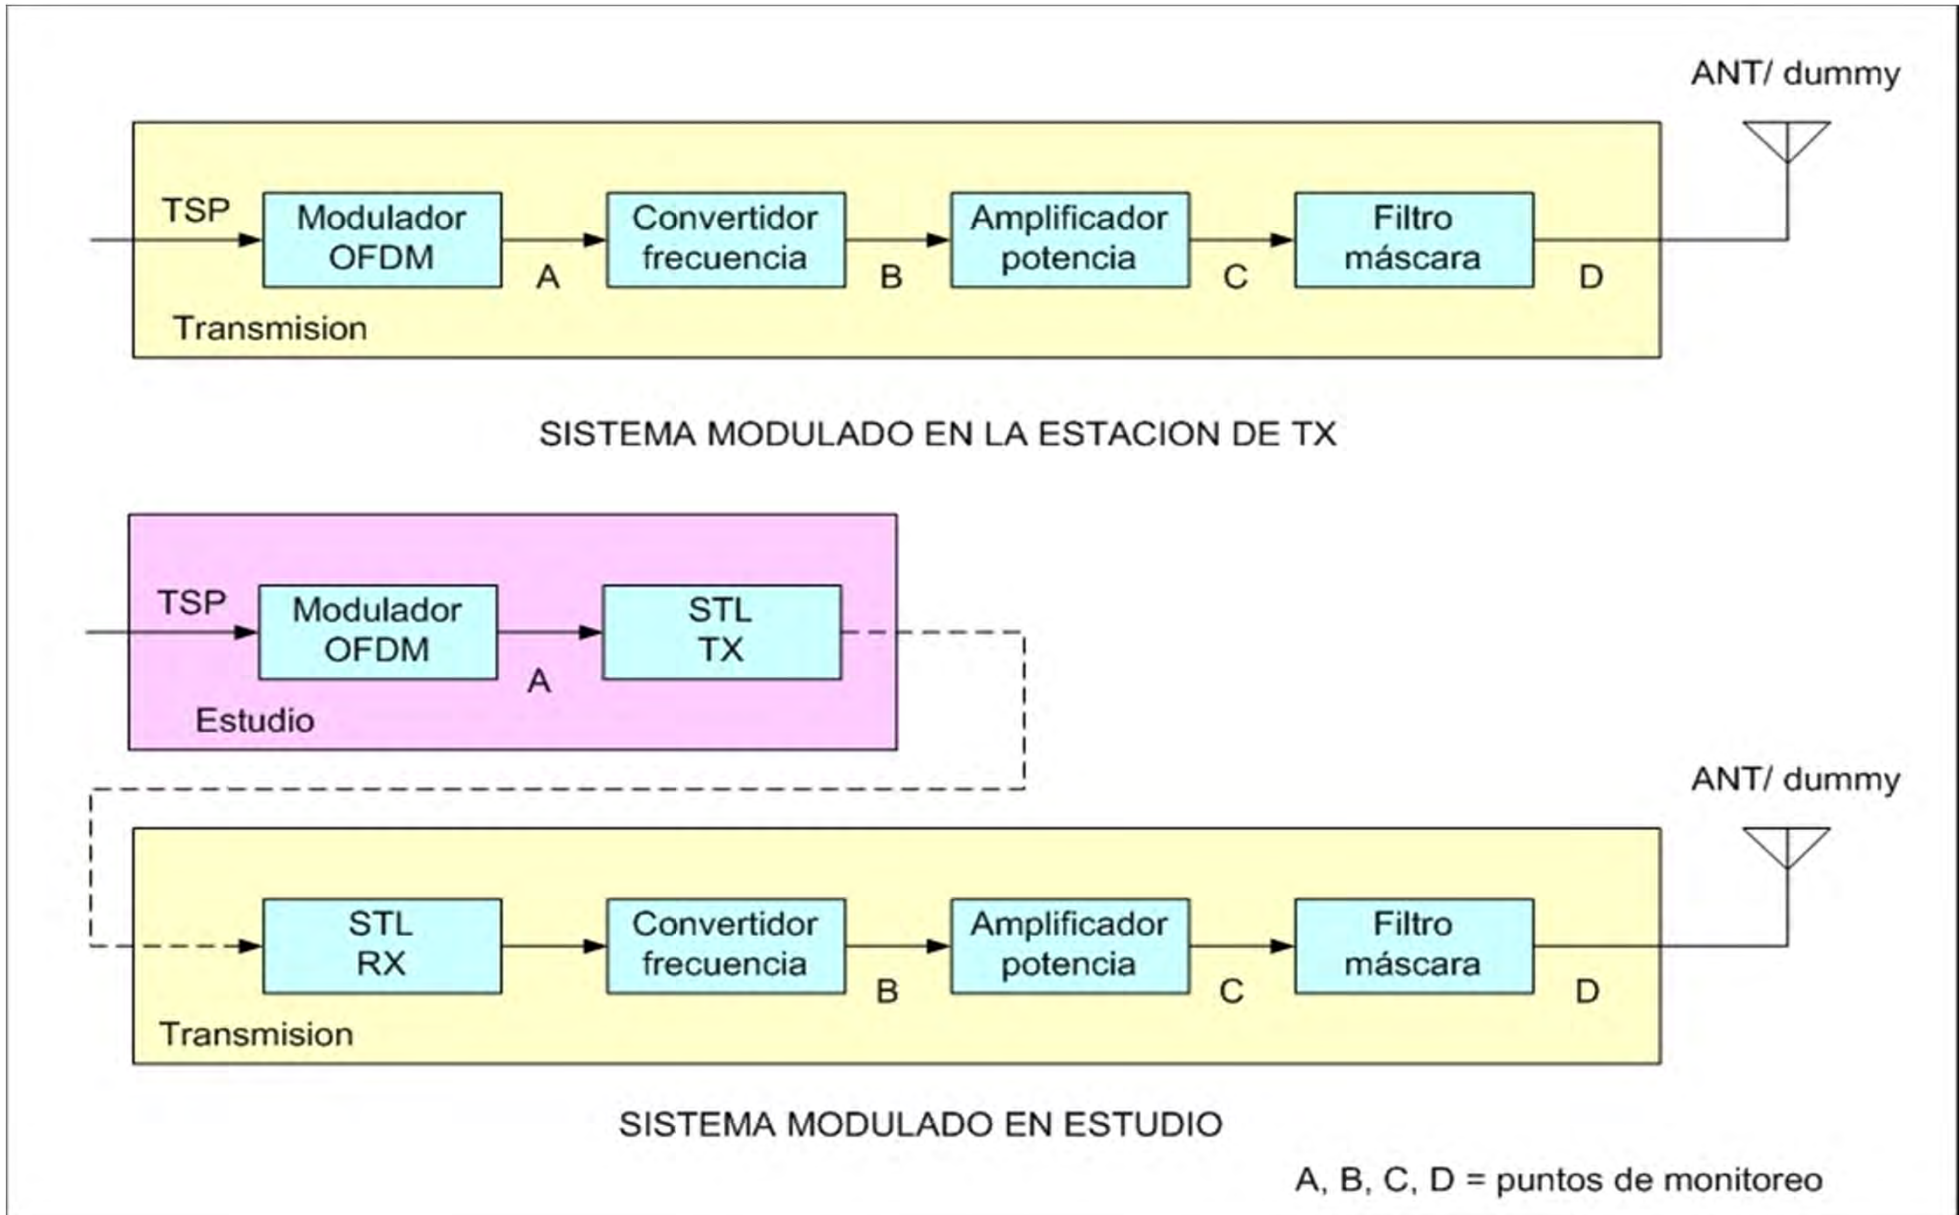 ANT/ dummy
TSP
Modulador
OFDM
A
Convertidor
frecuencia
B
Amplificador
potencia
C
Filtro
máscara
D
Transmision
SISTEMA MODULADO EN LA ESTACION DE TX
TSP
Modulador
OFDM
A
STL
TX
Estudio
ANT/ dummy
STL
RX
Convertidor
frecuencia
B
Amplificador
potencia
C
Filtro
máscara
D
Transmision
SISTEMA MODULADO EN ESTUDIO
A, B, C, D = puntos de monitoreo